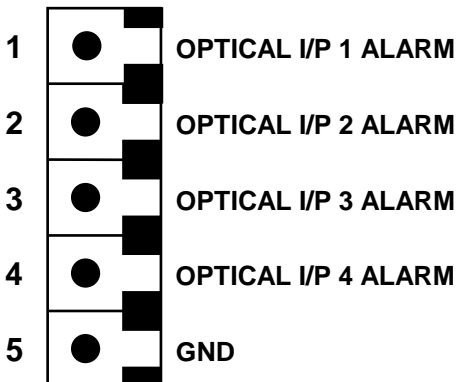 1 OPTICAL I/P 1 ALARM
2 OPTICAL I/P 2 ALARM
3 OPTICAL I/P 3 ALARM
4 OPTICAL I/P 4 ALARM
5 GND